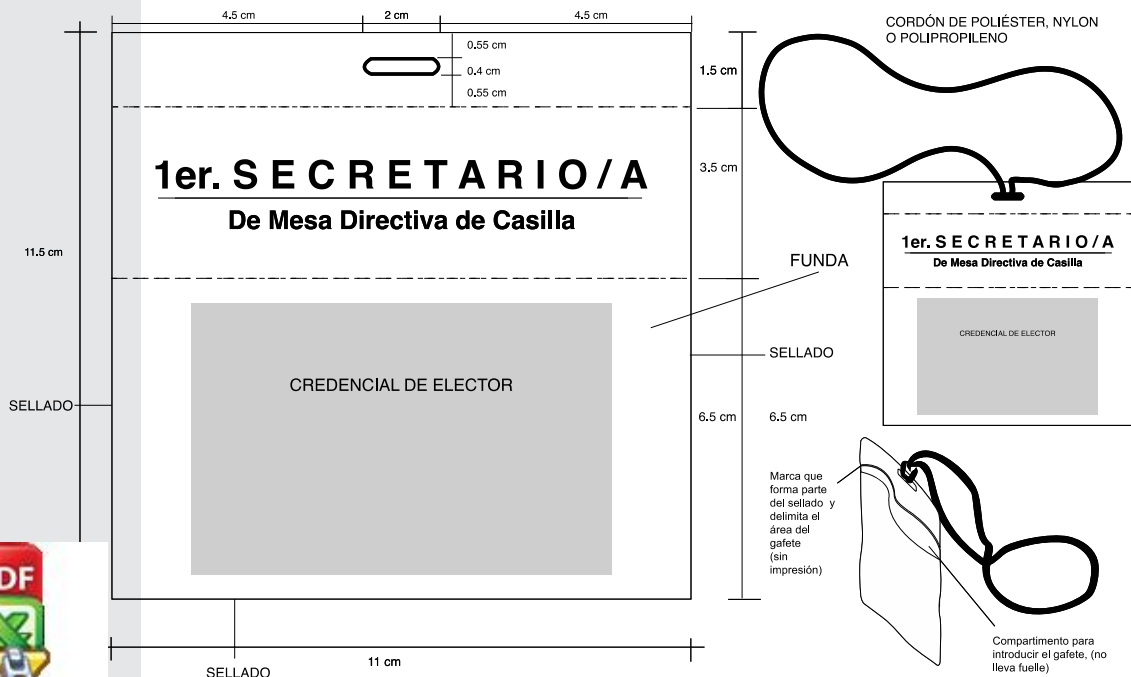 4.5 cm
2 cm
4.5 cm
CORDÓN DE POLIÉSTER, NYLON
O POLIPROPILENO
0.55 cm
0.4 cm
0.55 cm
1.5 cm
1er. SECRETARIO/A
De Mesa Directiva de Casilla
3.5 cm
11.5 cm
FUNDA
1er. SECRETARIO/A
De Mesa Directiva de Casilla
CREDENCIAL DE ELECTOR
CREDENCIAL DE ELECTOR
SELLADO
SELLADO
6.5 cm
6.5 cm
Marca que
forma parte
del sellado y
delimita el
área del
gafete
(sin
impresión)
DF
Compartimento para
introducir el gafete, (no
lleva fuelle)
11 cm
SELLADO